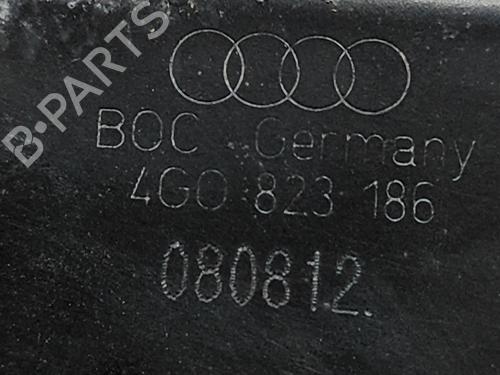 B-PARTS
BOC Germany
4G0 823 186
080812.